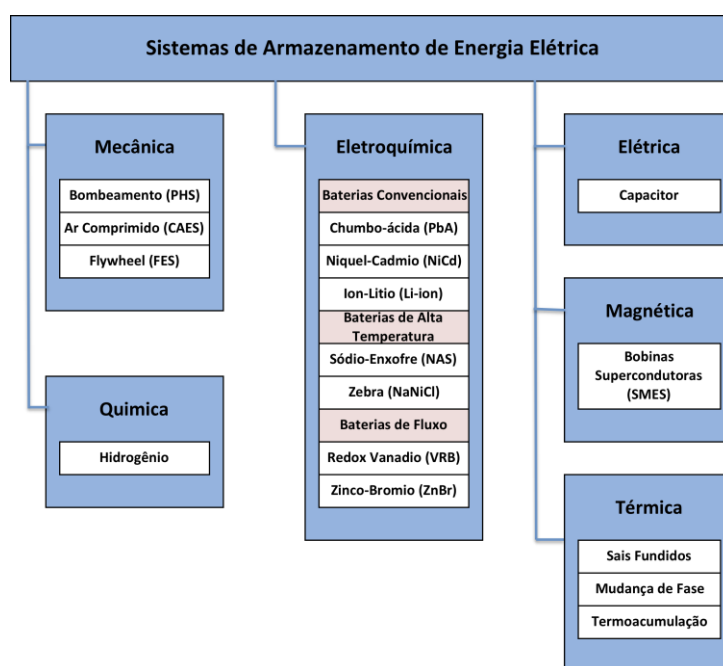 Sistemas de Armazenamento de Energia Elétrica
Mecânica
Bombeamento (PHS)
Ar Comprimido (CAES)
Flywheel (FES)
Quimica
Hidrogênio
Eletroquímica
Baterias Convencionais
Chumbo-ácida (PbA)
Niquel-Cadmio (NiCd)
Ion-Litio (Li-ion)
Baterias de Alta
Temperatura
Sódio-Enxofre (NAS)
Zebra (NaNiCl)
Baterias de Fluxo
Redox Vanadio (VRB)
Zinco-Bromio (ZnBr)
Elétrica
Capacitor
Magnética
Bobinas
Supercondutoras
(SMES)
Térmica
Sais Fundidos
Mudança de Fase
Termoacumulação